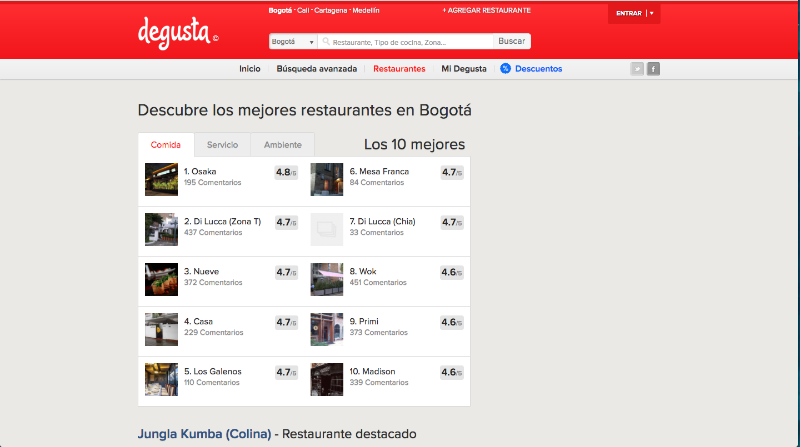 Bogotá · Cali · Cartagena · Medellín
+ AGREGAR RESTAURANTE
ENTRAR
degusta ©
Bogotá
Restaurante, Tipo de cocina, Zona...
Buscar
Inicio
Búsqueda avanzada
Restaurantes
Mi Degusta
% Descuentos
Descubre los mejores restaurantes en Bogotá
Comida
Servicio
Ambiente
Los 10 mejores
1. Osaka
195 Comentarios
4.8/5
2. Di Lucca (Zona T)
437 Comentarios
4.7/5
3. Nueve
372 Comentarios
4.7/5
4. Casa
229 Comentarios
4.7/5
5. Los Galenos
110 Comentarios
4.7/5
6. Mesa Franca
84 Comentarios
4.7/5
7. Di Lucca (Chia)
33 Comentarios
4.7/5
8. Wok
451 Comentarios
4.6/5
9. Primi
373 Comentarios
4.6/5
10. Madison
339 Comentarios
4.6/5
Jungla Kumba (Colina) - Restaurante destacado